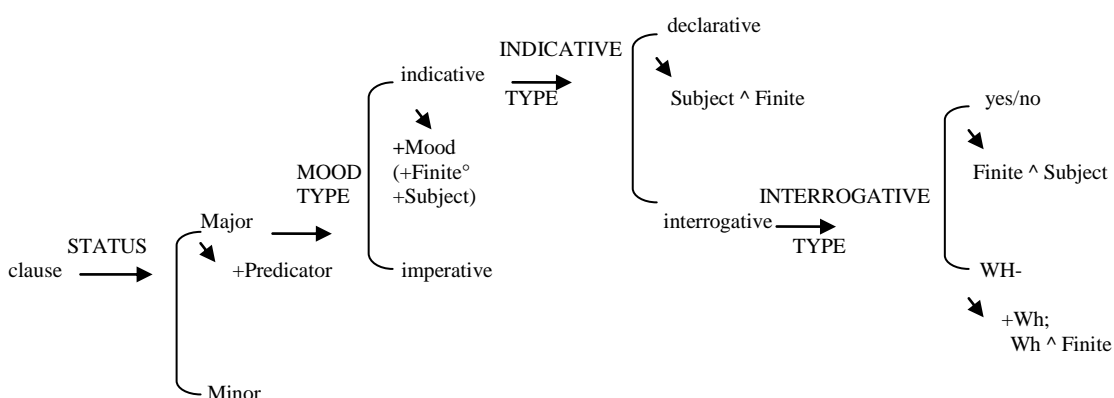 declarative
INDICATIVE
indicative
TYPE
Subject ^ Finite
yes/no
+Mood
(+Finite°
+Subject)
MOOD
TYPE
Finite ^ Subject
INTERROGATIVE
interrogative
TYPE
Major
STATUS
clause
+Predicator
imperative
WH-
+Wh;
Wh ^ Finite
Minor